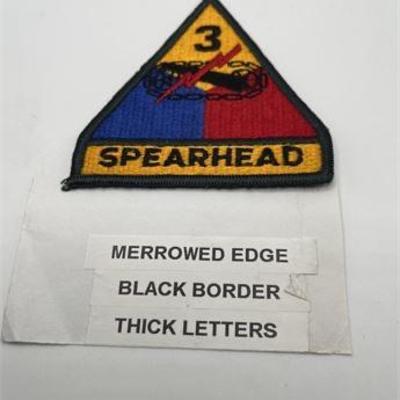 3
SPEARHEAD
MERROWED EDGE
BLACK BORDER
THICK LETTERS